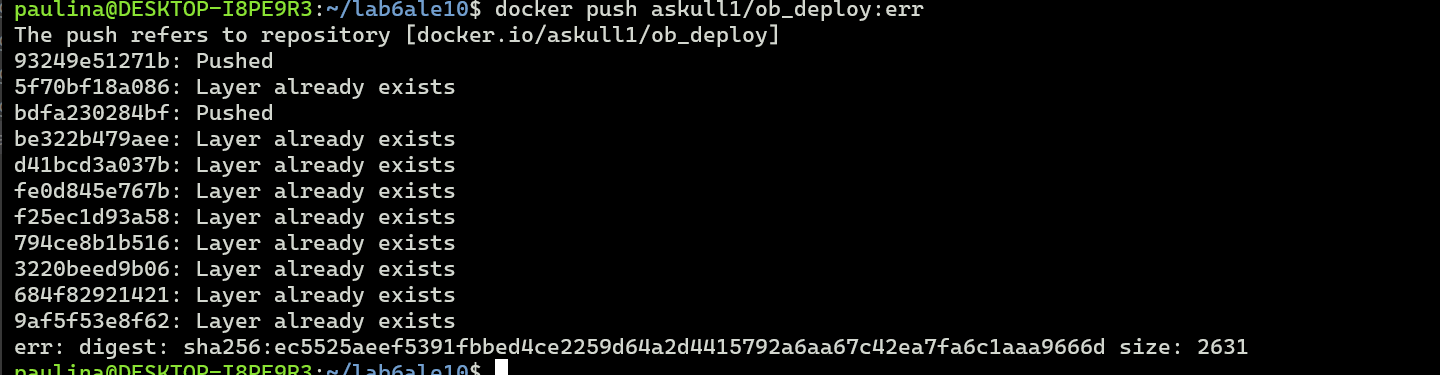 paulina@DESKTOP-I8PE9R3:~/lab6ale10$ docker push askull1/ob_deploy:err
The push refers to repository [docker.io/askull1/ob_deploy]
93249e51271b: Pushed
5f70bf18a086: Layer already exists
bdfa230284bf: Pushed
be322b479aee: Layer already exists
d41bcd3a037b: Layer already exists
fe0d845e767b: Layer already exists
f25ec1d93a58: Layer already exists
794ce8b1b516: Layer already exists
3220beed9b06: Layer already exists
684f82921421: Layer already exists
9af5f53e8f62: Layer already exists
err: digest: sha256:ec5525aeef5391fbbed4ce2259d64a2d4415792a6aa67c42ea7fa6c1aaa9666d size: 2631
paulina@DESKTOP-I8PE9R3:~/lab6ale10$